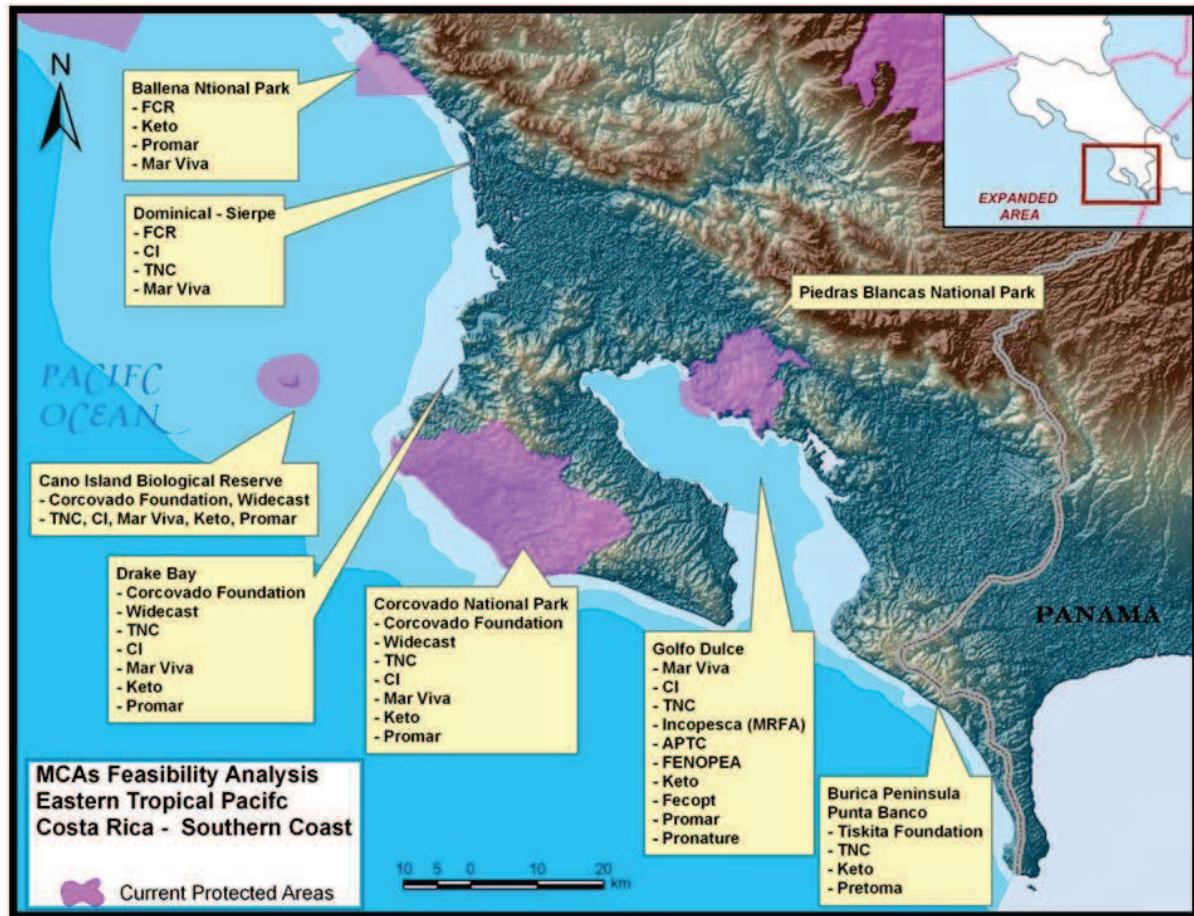 N
Ballena Ntional Park
- FCR
- Keto
- Promar
- Mar Viva
EXPANDED
AREA
Dominical - Sierpe
- FCR
- CI
- TNC
- Mar Viva
Piedras Blancas National Park
PACIFC
OCEAN
Cano Island Biological Reserve
- Corcovado Foundation, Widecast
- TNC, CI, Mar Viva, Keto, Promar
Drake Bay
- Corcovado Foundation
- Widecast
- TNC
- CI
- Mar Viva
- Keto
- Promar
Corcovado National Park
- Corcovado Foundation
- Widecast
- TNC
- CI
- Mar Viva
- Keto
- Promar
Golfo Dulce
- Mar Viva
- CI
- TNC
- Incopesca (MRFA)
- APTC
- FENOPEA
- Keto
- Fecopt
- Promar
- Pronature
PANAMA
Burica Peninsula
Punta Banco
- Tiskita Foundation
- TNC
- Keto
- Pretoma
MCAs Feasibility Analysis
Eastern Tropical Pacifc
Costa Rica - Southern Coast
Current Protected Areas
10 5 0 10 20
km